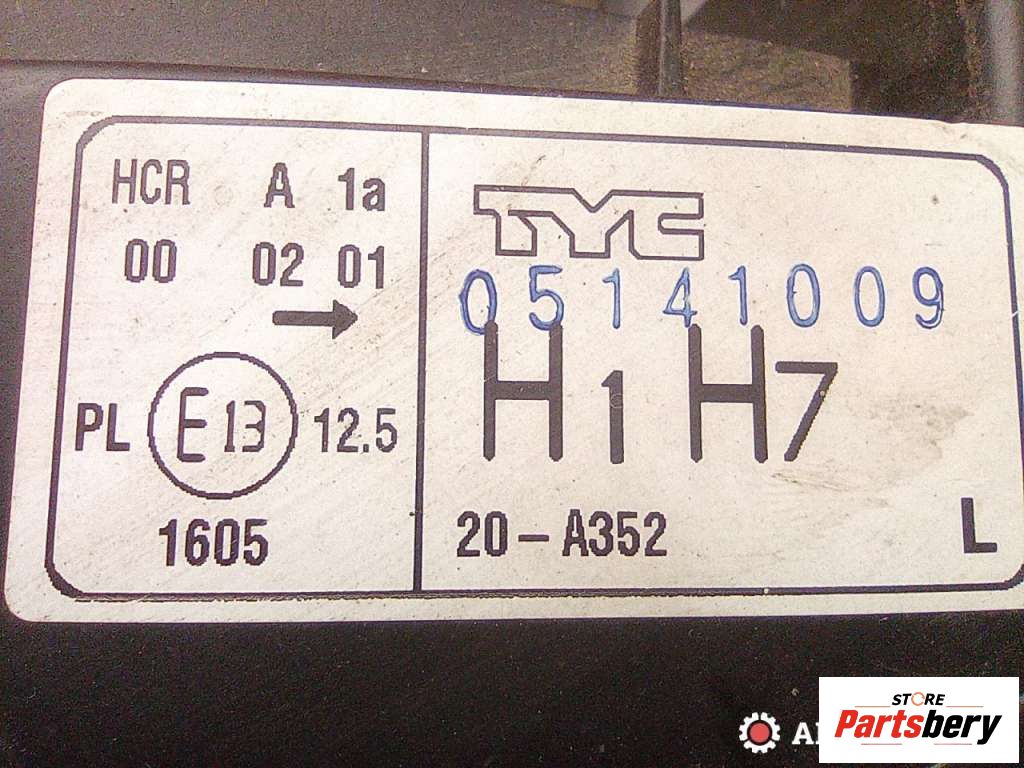 HCR A 1a
00 02 01
PL E13 12.5
1605
TYC
05141009
H1 H7
20-A352 L
STORE
Partsbery